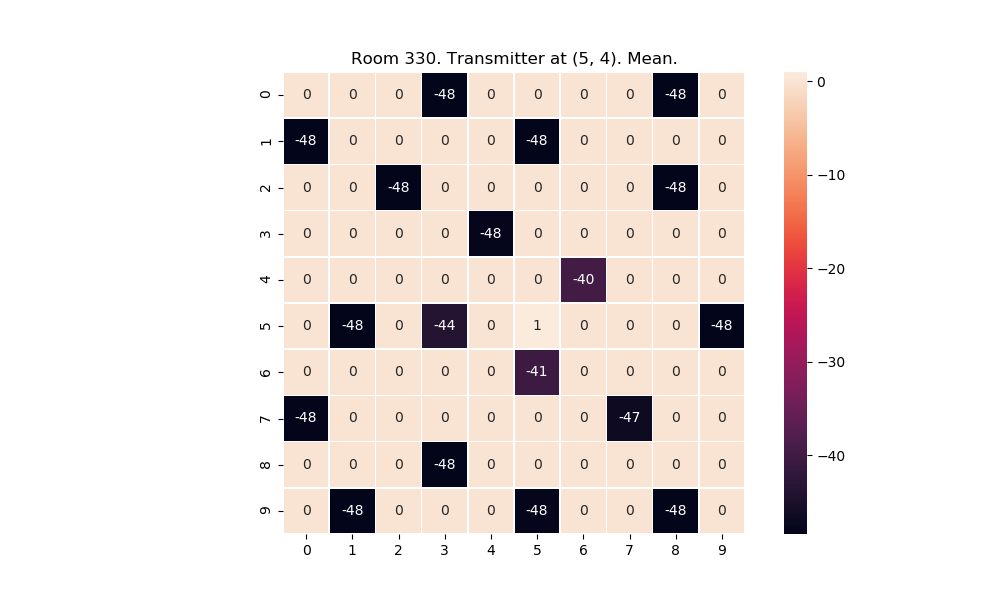 Room 330. Transmitter at (5, 4). Mean.
0 0 0 0 -48 0 0 0 0 -48 0
1 -48 0 0 0 0 -48 0 0 0 0
2 0 0 -48 0 0 0 0 0 -48 0
3 0 0 0 0 -48 0 0 0 0 0
4 0 0 0 0 0 0 -40 0 0 0
5 0 -48 0 -44 0 1 0 0 0 -48
6 0 0 0 0 0 -41 0 0 0 0
7 -48 0 0 0 0 0 0 -47 0 0
8 0 0 0 -48 0 0 0 0 0 0
9 0 -48 0 0 0 -48 0 0 -48 0
0 1 2 3 4 5 6 7 8 9
0
−10
−20
−30
−40